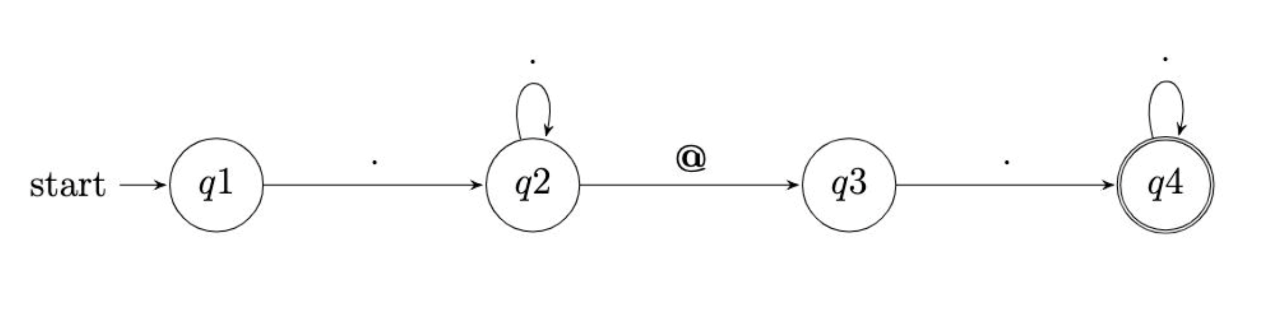 . .
. @ .
start q1 q2 q3 q4